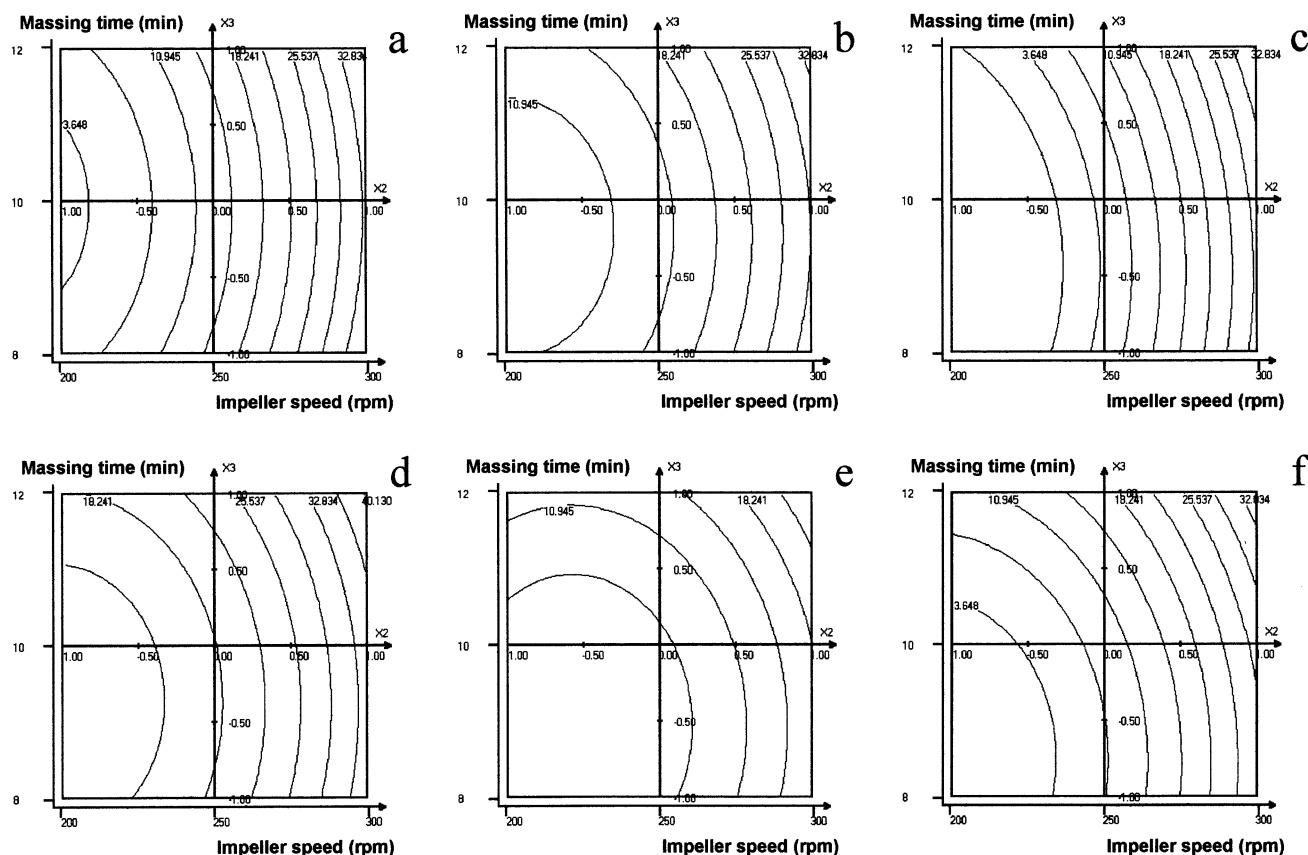 Massing time (min) X3 a
12 1.00 10.945 18.241 25.537 32.834
3.648 0.50
10 1.00 -0.50 0.00 0.50 1.00 X2
-0.50
8 -1.00
200 250 300
Impeller speed (rpm)
Massing time (min) X3 b
12 1.00 18.241 25.537 32.834
10.945 0.50
10 1.00 -0.50 0.00 0.50 1.00 X2
-0.50
8 -1.00
200 250 300
Impeller speed (rpm)
Massing time (min) X3 c
12 3.648 1.00 10.945 18.241 25.537 32.834
0.50
10 1.00 -0.50 0.00 0.50 1.00 X2
-0.50
8 -1.00
200 250 300
Impeller speed (rpm)
Massing time (min) X3 d
12 18.241 1.00 25.537 32.834 40.130
0.50
10 1.00 -0.50 0.00 0.50 1.00 X2
-0.50
8 -1.00
200 250 300
Impeller speed (rpm)
Massing time (min) X3 e
12 10.945 1.00 18.241
0.50
10 1.00 -0.50 0.00 0.50 1.00 X2
-0.50
8 -1.00
200 250 300
Impeller speed (rpm)
Massing time (min) X3 f
12 10.945 1.00 18.241 25.537 32.834
3.648 0.50
10 1.00 -0.50 0.00 0.50 1.00 X2
-0.50
8 -1.00
200 250 300
Impeller speed (rpm)